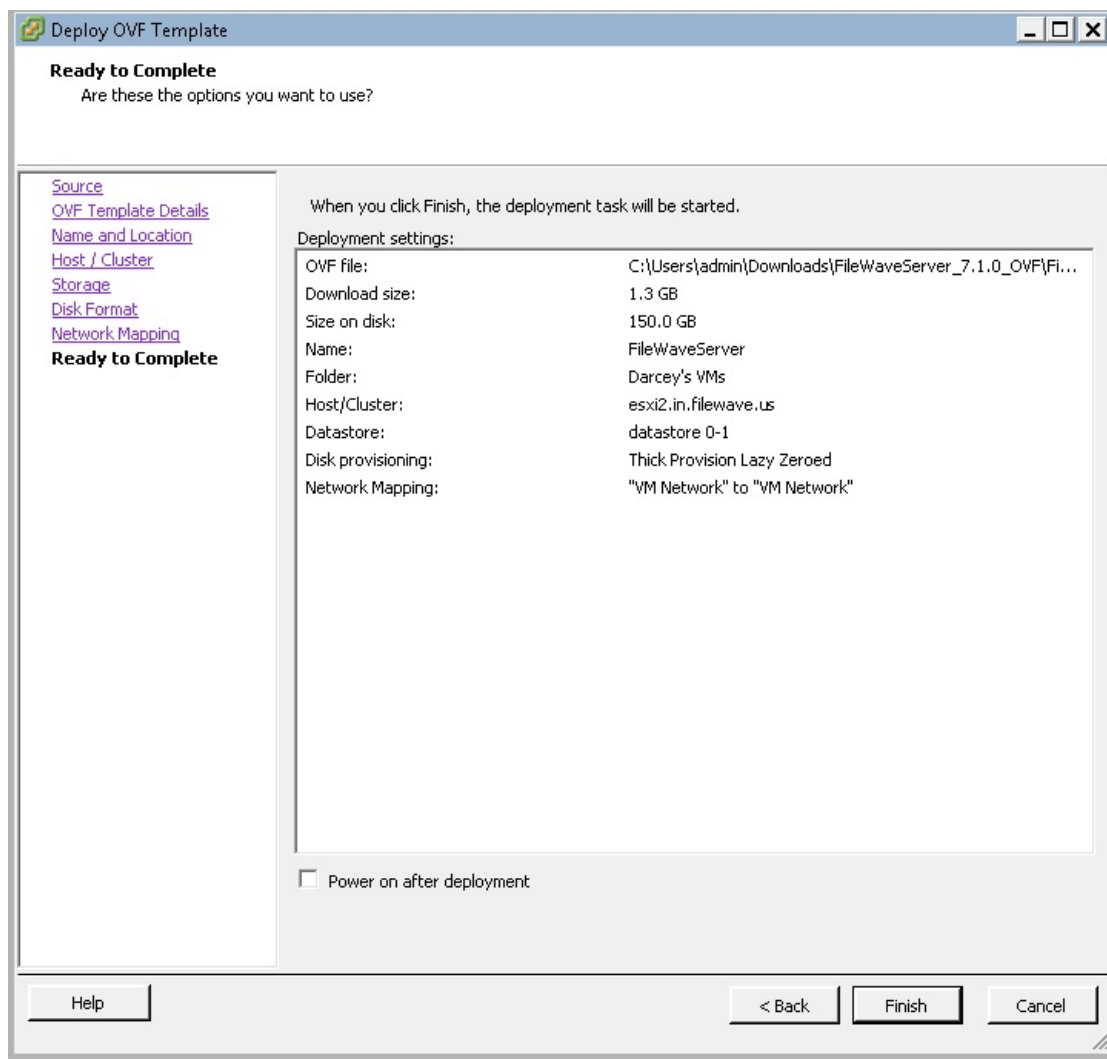 Deploy OVF Template
Ready to Complete
Are these the options you want to use?
Source
OVF Template Details
Name and Location
Host / Cluster
Storage
Disk Format
Network Mapping
Ready to Complete
When you click Finish, the deployment task will be started.
Deployment settings:
OVF file: C:\Users\admin\Downloads\FileWaveServer_7.1.0_OVF\Fi...
Download size: 1.3 GB
Size on disk: 150.0 GB
Name: FileWaveServer
Folder: Darcey's VMs
Host/Cluster: esxi2.in.filewave.us
Datastore: datastore 0-1
Disk provisioning: Thick Provision Lazy Zeroed
Network Mapping: "VM Network" to "VM Network"
Power on after deployment
Help
< Back
Finish
Cancel